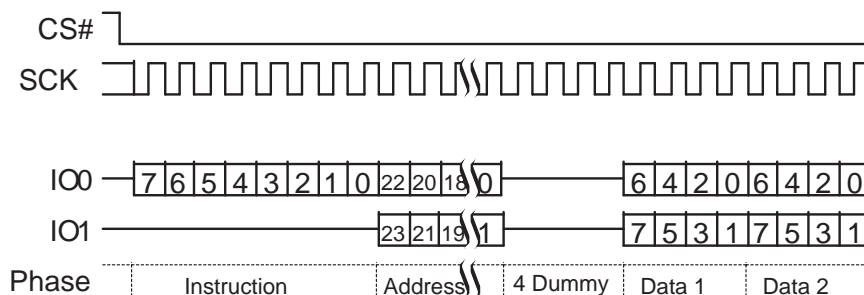 CS#
SCK
IO0 7 6 5 4 3 2 1 0 22 20 18 0 6 4 2 0 6 4 2 0
IO1 23 21 19 1 7 5 3 1 7 5 3 1
Phase Instruction Address 4 Dummy Data 1 Data 2